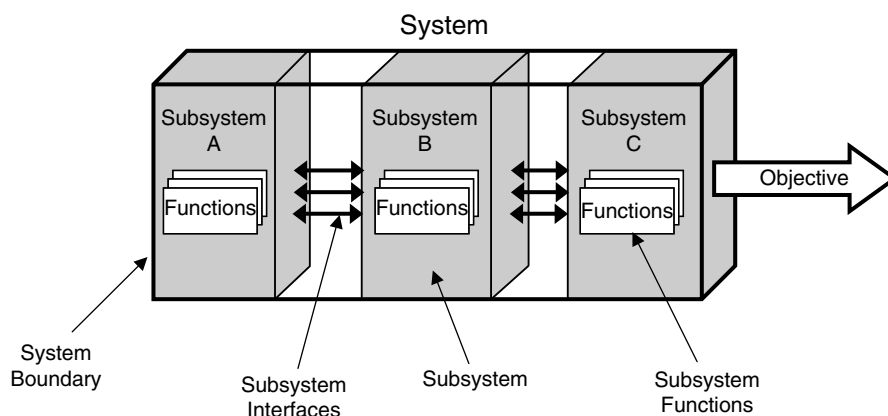 System
Subsystem
A
Subsystem
B
Subsystem
C
Functions
Functions
Functions
Objective
System
Boundary
Subsystem
Interfaces
Subsystem
Subsystem
Functions